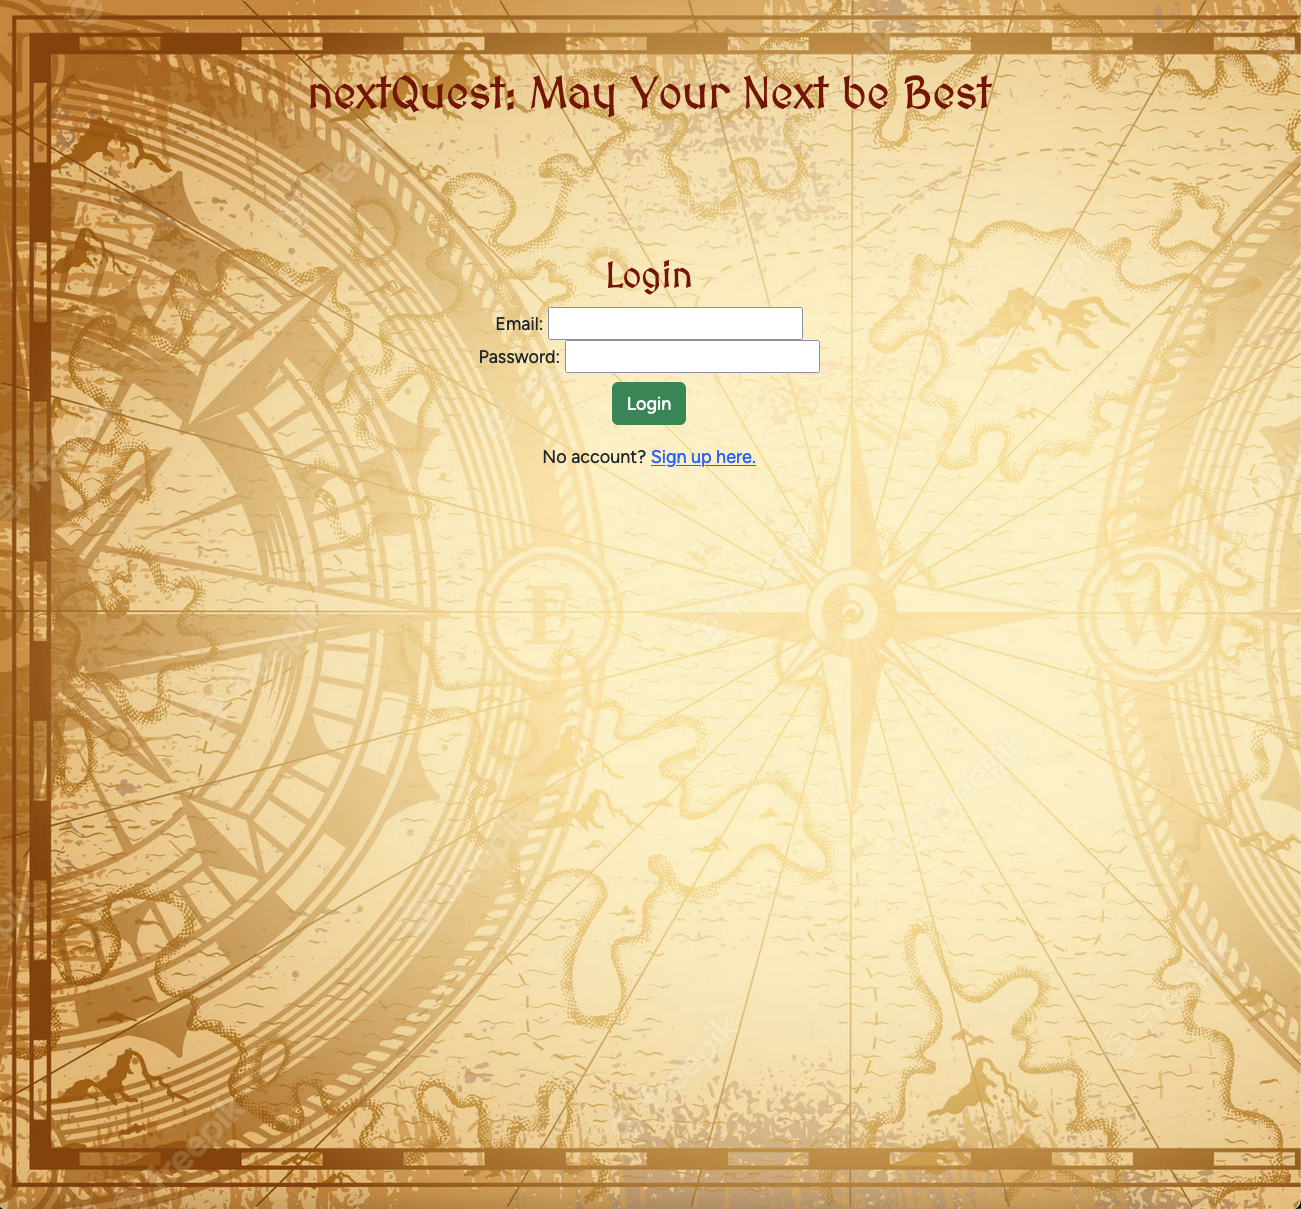 nextQuest: May Your Next be Best
Login
Email:
Password:
Login
No account? Sign up here.
E
W